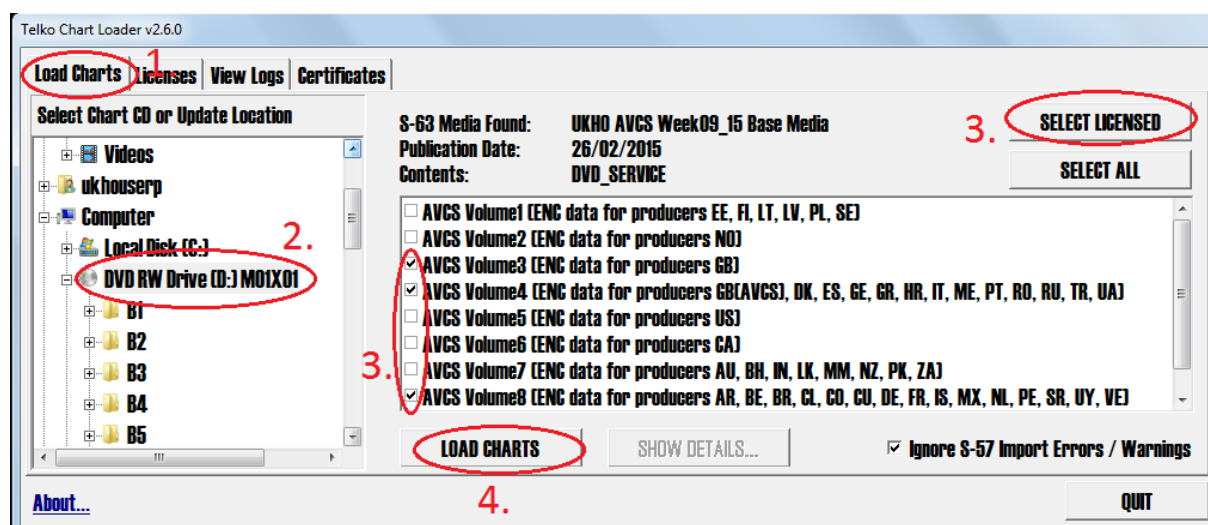 Telko Chart Loader v2.6.0
1
Load Charts Licenses View Logs Certificates
Select Chart CD or Update Location
Videos
ukhouserp
Computer
Local Disk (C:)
2.
DVD RW Drive (D:) M01X01
B1
B2
B3
B4
B5
S-63 Media Found: UKHO AVCS Week09_15 Base Media
Publication Date: 26/02/2015
Contents: DVD_SERVICE
3.
SELECT LICENSED
SELECT ALL
AVCS Volume1 (ENC data for producers EE, FI, LT, LV, PL, SE)
AVCS Volume2 (ENC data for producers NO)
AVCS Volume3 (ENC data for producers GB)
AVCS Volume4 (ENC data for producers GB(AVCS), DK, ES, GE, GR, HR, IT, ME, PT, RO, RU, TR, UA)
AVCS Volume5 (ENC data for producers US)
AVCS Volume6 (ENC data for producers CA)
3.
AVCS Volume7 (ENC data for producers AU, BH, IN, LK, MM, NZ, PK, ZA)
AVCS Volume8 (ENC data for producers AR, BE, BR, CL, CO, CU, DE, FR, IS, MX, NL, PE, SR, UY, VE)
LOAD CHARTS
SHOW DETAILS...
Ignore S-57 Import Errors / Warnings
4.
About...
QUIT